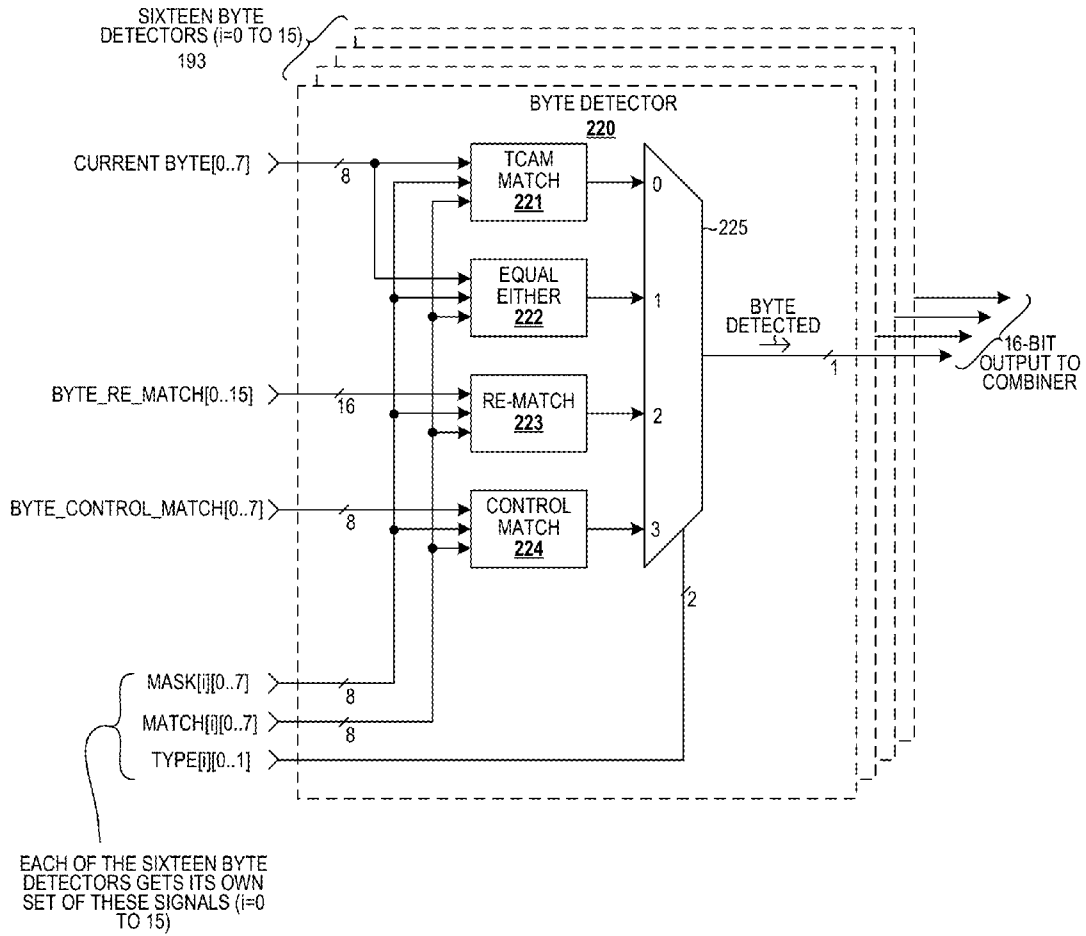 SIXTEEN BYTE
DETECTORS (i=0 TO 15)
193
BYTE DETECTOR
220
CURRENT BYTE[0..7]
8
TCAM
MATCH
221
0
225
EQUAL
EITHER
222
1
BYTE
DETECTED
1
16-BIT
OUTPUT TO
COMBINER
BYTE_RE_MATCH[0..15]
16
RE-MATCH
223
2
BYTE_CONTROL_MATCH[0..7]
8
CONTROL
MATCH
224
3
2
MASK[i][0..7]
8
MATCH[i][0..7]
8
TYPE[i][0..1]
EACH OF THE SIXTEEN BYTE
DETECTORS GETS ITS OWN
SET OF THESE SIGNALS (i=0
TO 15)